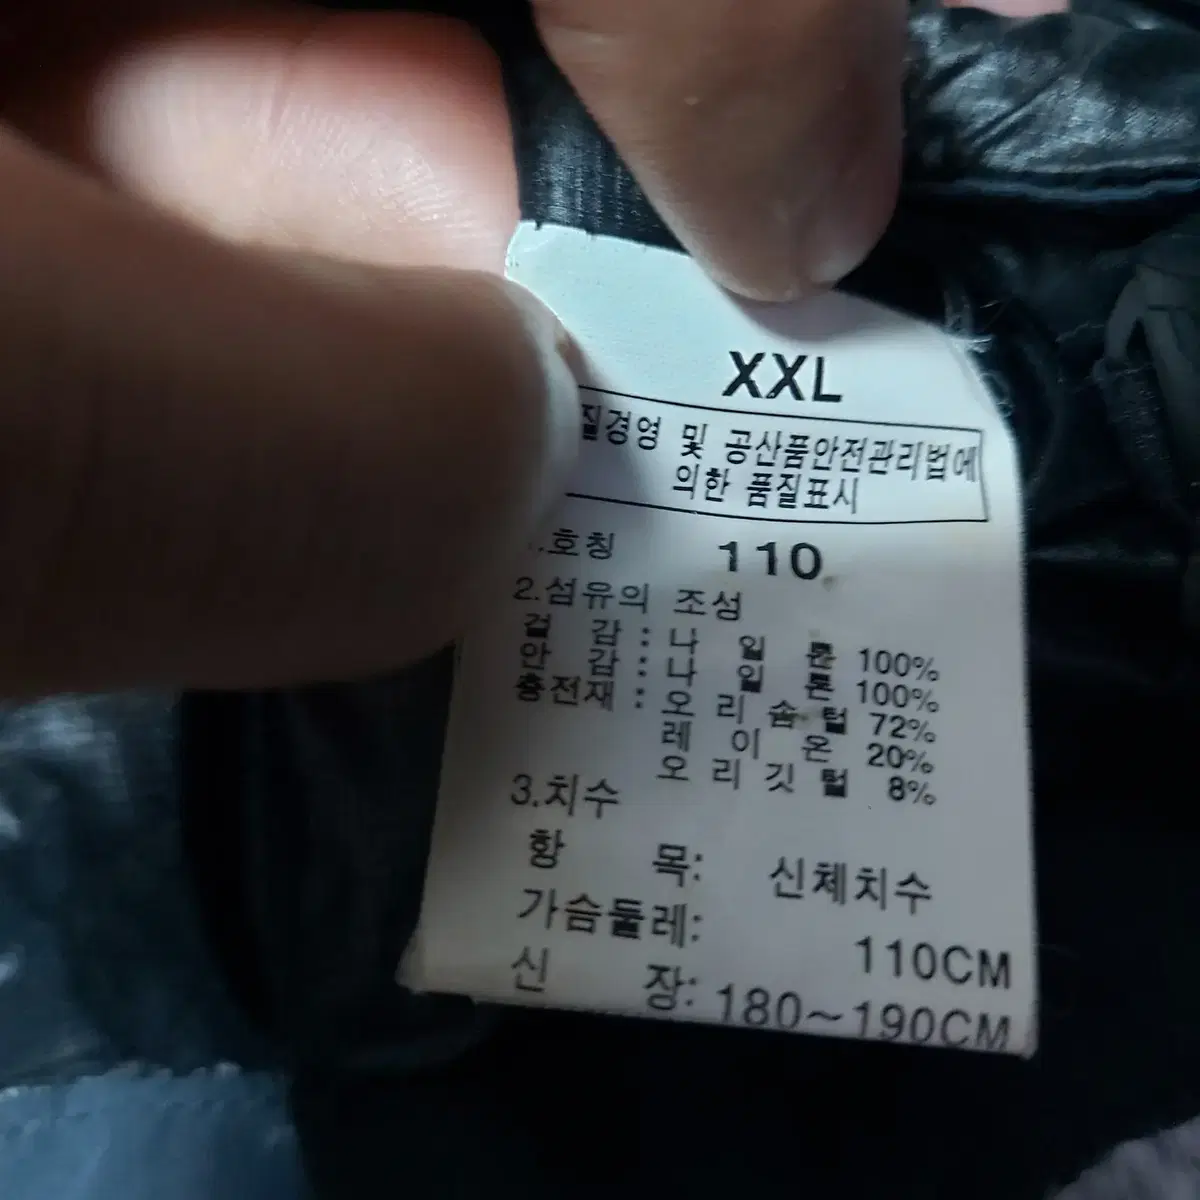 XXL
질경영 및 공산품안전관리법에
의한 품질표시
1.호칭 110
2.섬유의 조성
겉 감 : 나 일 론 100%
안 감 : 나 일 론 100%
충전재 : 오 리 솜 털 72%
레 이 온 20%
오 리 깃 털 8%
3.치수
항 목: 신체치수
가슴둘레: 110CM
신 장: 180~190CM